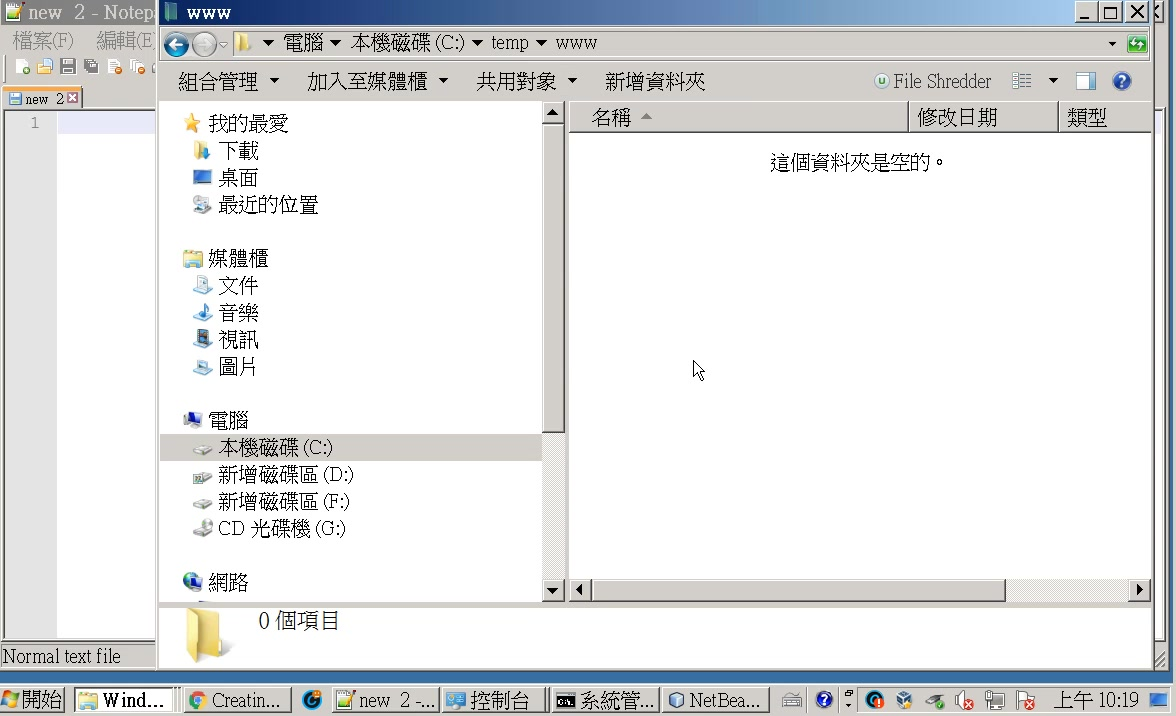 new  2 - Notep
檔案(F) 編輯(E
new 2
1
Normal text file
www
電腦 本機磁碟 (C:) temp www
組合管理 加入至媒體櫃 共用對象 新增資料夾 File Shredder
我的最愛
下載
桌面
最近的位置
媒體櫃
文件
音樂
視訊
圖片
電腦
本機磁碟 (C:)
新增磁碟區 (D:)
新增磁碟區 (F:)
CD 光碟機 (G:)
網路
名稱 修改日期 類型
這個資料夾是空的。
0 個項目
開始 Wind... Creatin... new  2 -... 控制台 系統管... NetBea... 上午 10:19